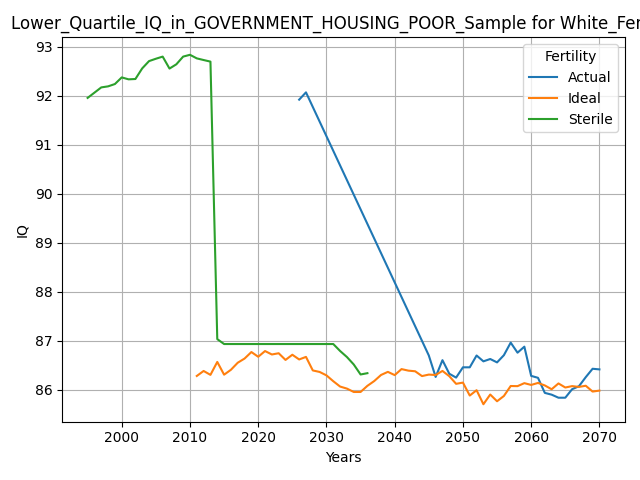 Lower_Quartile_IQ_in_GOVERNMENT_HOUSING_POOR_Sample for White_Fer
93
92
91
90
89
88
87
86
IQ
Fertility
Actual
Ideal
Sterile
2000
2010
2020
2030
2040
2050
2060
2070
Years